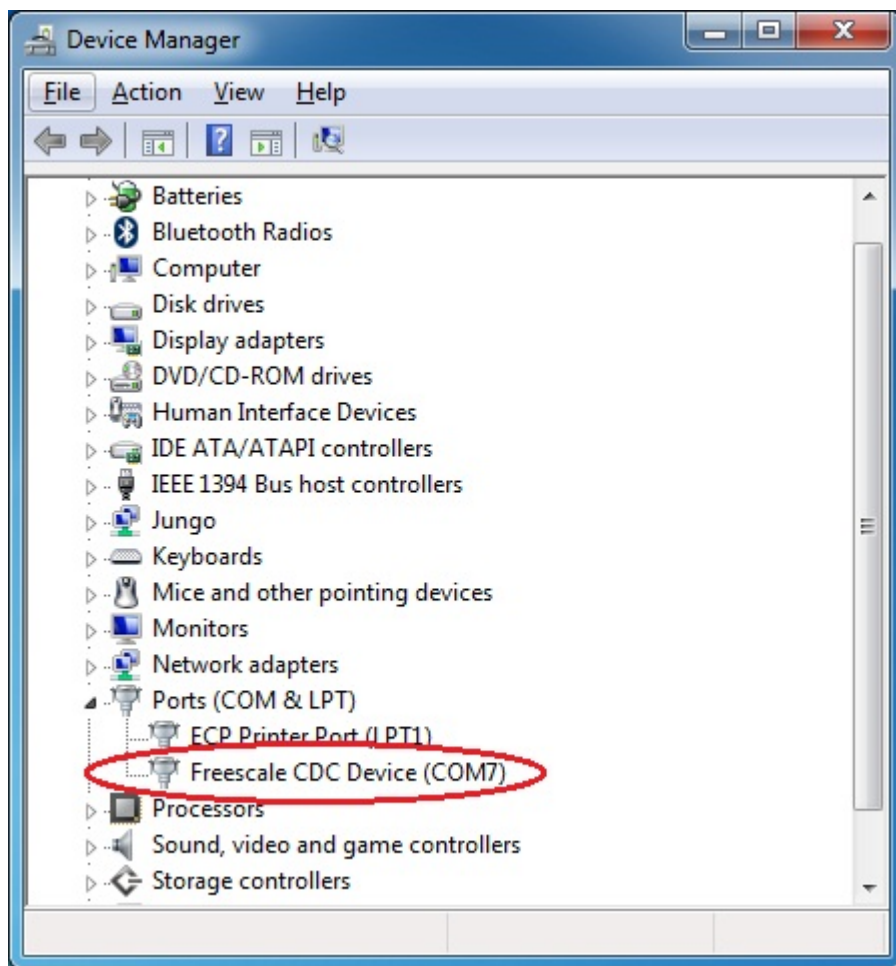 Device Manager
File Action View Help
Batteries
Bluetooth Radios
Computer
Disk drives
Display adapters
DVD/CD-ROM drives
Human Interface Devices
IDE ATA/ATAPI controllers
IEEE 1394 Bus host controllers
Jungo
Keyboards
Mice and other pointing devices
Monitors
Network adapters
Ports (COM & LPT)
ECP Printer Port (LPT1)
Freescale CDC Device (COM7)
Processors
Sound, video and game controllers
Storage controllers